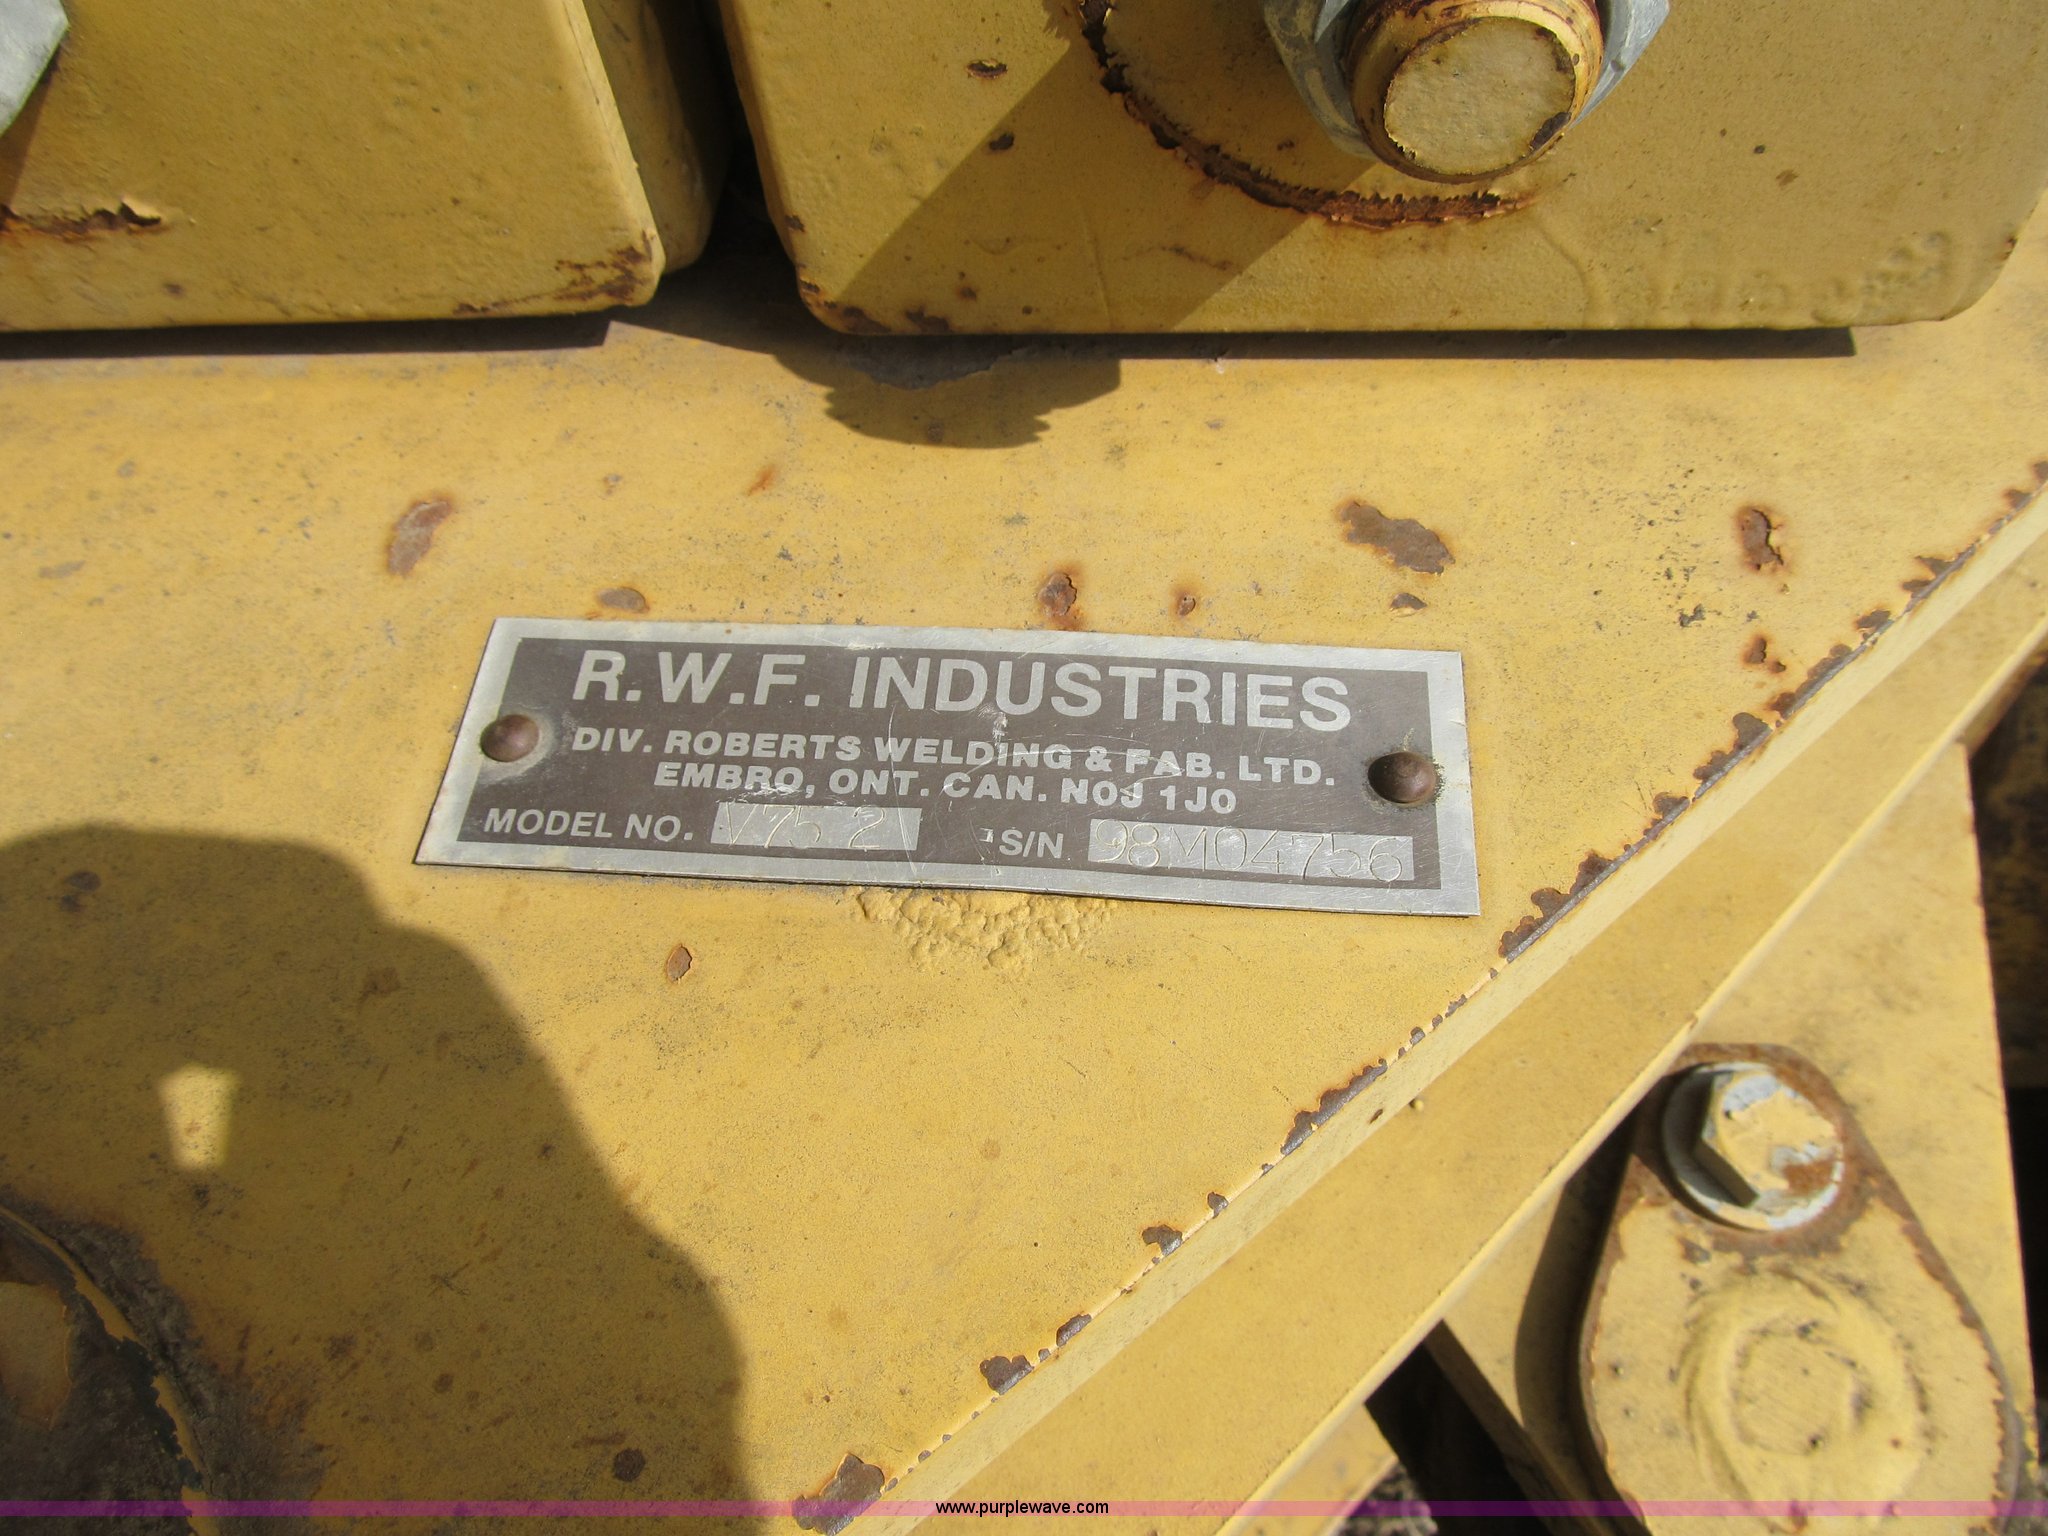 R.W.F. INDUSTRIES
DIV. ROBERTS WELDING & FAB. LTD.
EMBRO, ONT. CAN. N0J 1J0
MODEL NO. V75 2 S/N 98M04756
www.purplewave.com